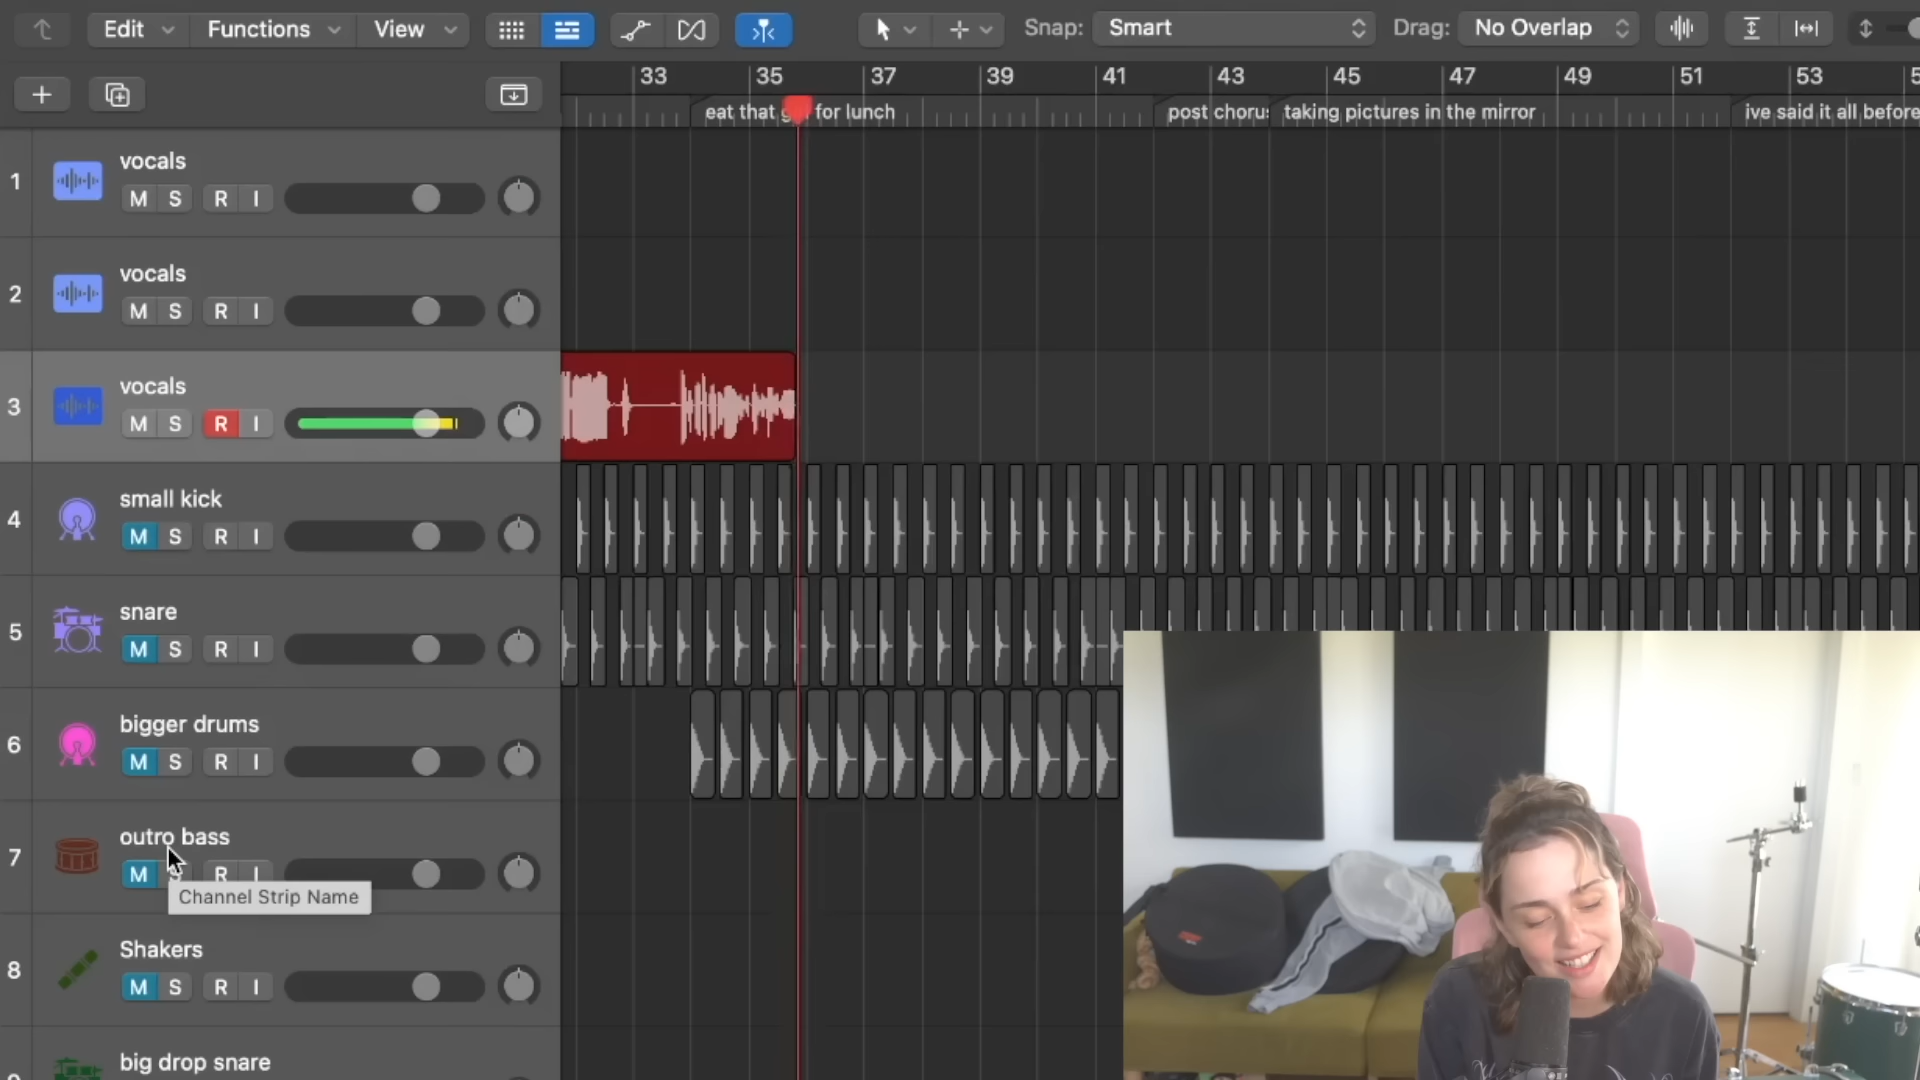 Edit Functions View Snap: Smart Drag: No Overlap
33 35 37 39 41 43 45 47 49 51 53
eat that for lunch post chorus taking pictures in the mirror ive said it all before
1 vocals
M S R I
2 vocals
M S R I
3 vocals
M S R I
4 small kick
M S R I
5 snare
M S R I
6 bigger drums
M S R I
7 outro bass
M S R I
Channel Strip Name
8 Shakers
M S R I
big drop snare